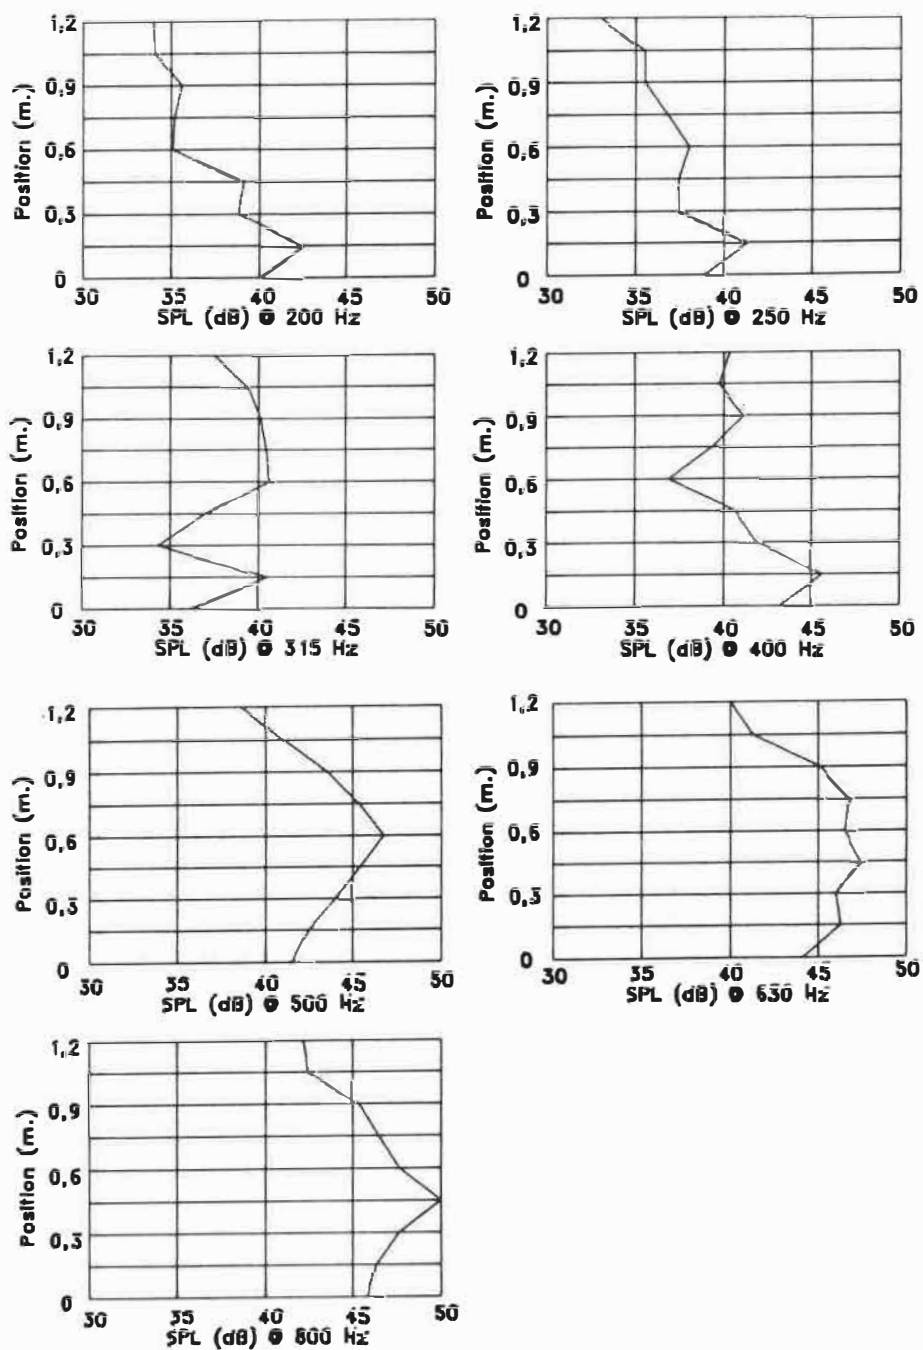 1,2
0,9
0,6
0,3
0
Position (m.)
30 35 40 45 50
SPL (dB) @ 200 Hz
1,2
0,9
0,6
0,3
0
Position (m.)
30 35 40 45 50
SPL (dB) @ 250 Hz
1,2
0,9
0,6
0,3
0
Position (m.)
30 35 40 45 50
SPL (dB) @ 315 Hz
1,2
0,9
0,6
0,3
0
Position (m.)
30 35 40 45 50
SPL (dB) @ 400 Hz
1,2
0,9
0,6
0,3
0
Position (m.)
30 35 40 45 50
SPL (dB) @ 500 Hz
1,2
0,9
0,6
0,3
0
Position (m.)
30 35 40 45 50
SPL (dB) @ 630 Hz
1,2
0,9
0,6
0,3
0
Position (m.)
30 35 40 45 50
SPL (dB) @ 800 Hz